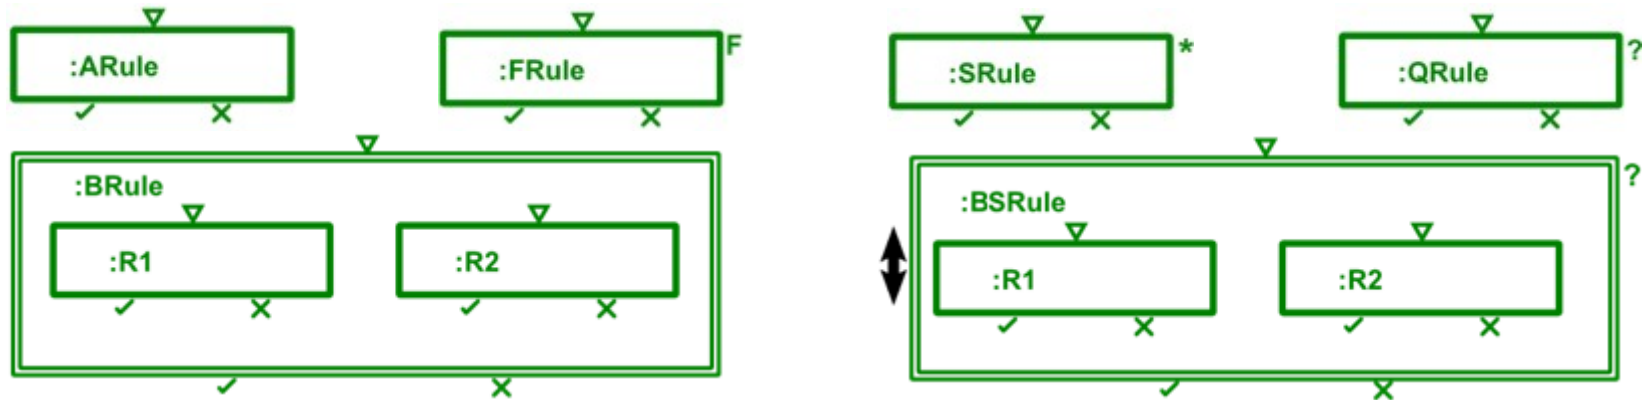 :ARule
:FRule F
:SRule *
:QRule ?
:BRule
:R1
:R2
:BSRule ?
:R1
:R2